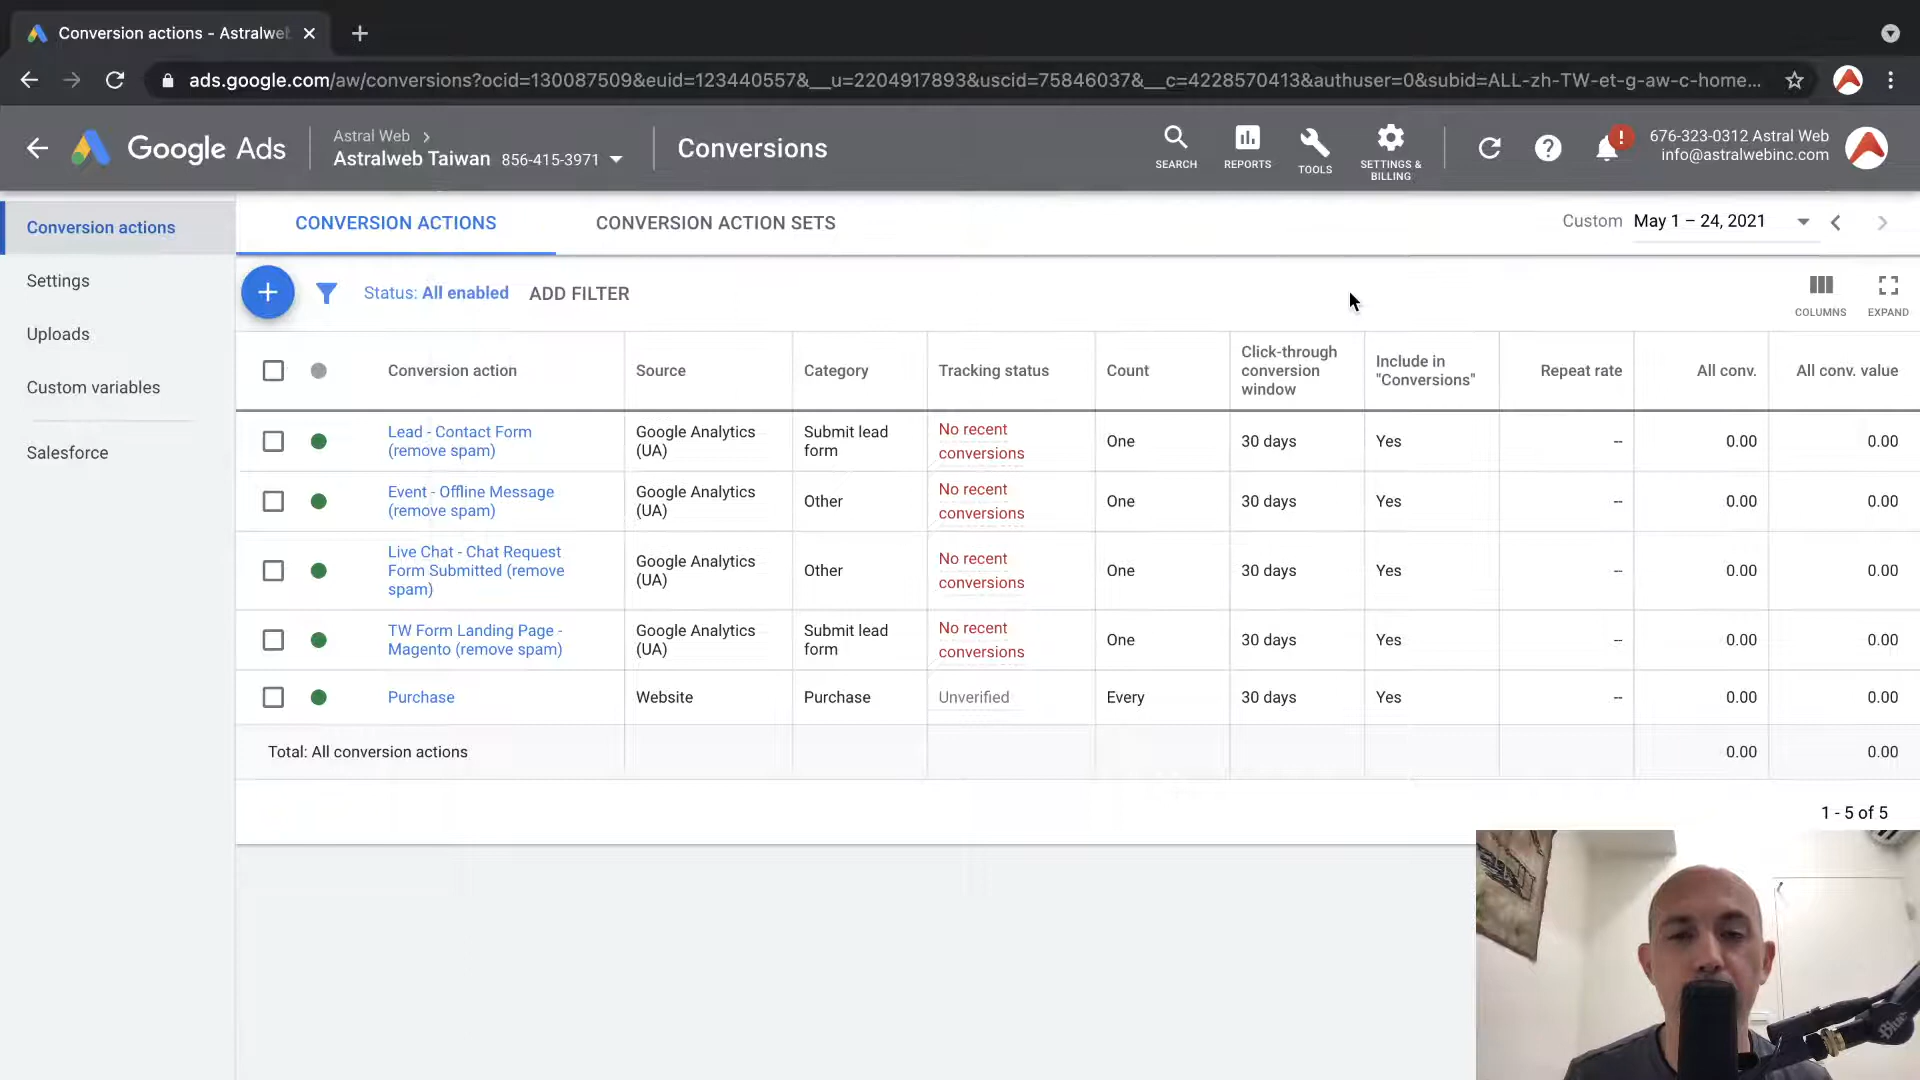 Conversion actions - Astralwe
ads.google.com/aw/conversions?ocid=130087509&euid=123440557&__u=2204917893&uscid=75846037&__c=4228570413&authuser=0&subid=ALL-zh-TW-et-g-aw-c-home...
Google Ads
Astral Web
Astralweb Taiwan 856-415-3971
Conversions
SEARCH
REPORTS
TOOLS
SETTINGS & BILLING
676-323-0312 Astral Web
info@astralwebinc.com
Conversion actions
Settings
Uploads
Custom variables
Salesforce
CONVERSION ACTIONS
CONVERSION ACTION SETS
Custom May 1 – 24, 2021
Status: All enabled
ADD FILTER
COLUMNS
EXPAND
Conversion action Source Category Tracking status Count Click-through conversion window Include in "Conversions" Repeat rate All conv. All conv. value
Lead - Contact Form (remove spam) Google Analytics (UA) Submit lead form No recent conversions One 30 days Yes -- 0.00 0.00
Event - Offline Message (remove spam) Google Analytics (UA) Other No recent conversions One 30 days Yes -- 0.00 0.00
Live Chat - Chat Request Form Submitted (remove spam) Google Analytics (UA) Other No recent conversions One 30 days Yes -- 0.00 0.00
TW Form Landing Page - Magento (remove spam) Google Analytics (UA) Submit lead form No recent conversions One 30 days Yes -- 0.00 0.00
Purchase Website Purchase Unverified Every 30 days Yes -- 0.00 0.00
Total: All conversion actions 0.00 0.00
1 - 5 of 5
Blue